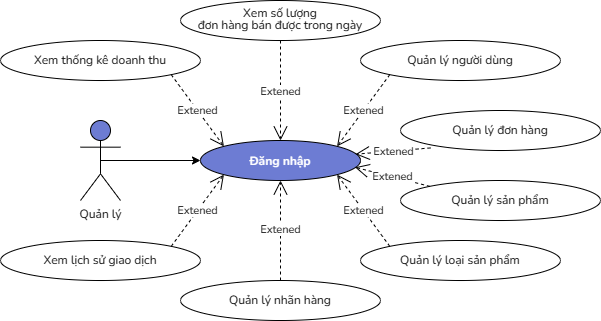 Xem số lượng
đơn hàng bán được trong ngày
Xem thống kê doanh thu
Quản lý người dùng
Extened
Extened
Extened
Quản lý đơn hàng
Extened
Đăng nhập
Extened
Quản lý sản phẩm
Quản lý
Extened
Extened
Extened
Xem lịch sử giao dịch
Quản lý loại sản phẩm
Quản lý nhãn hàng